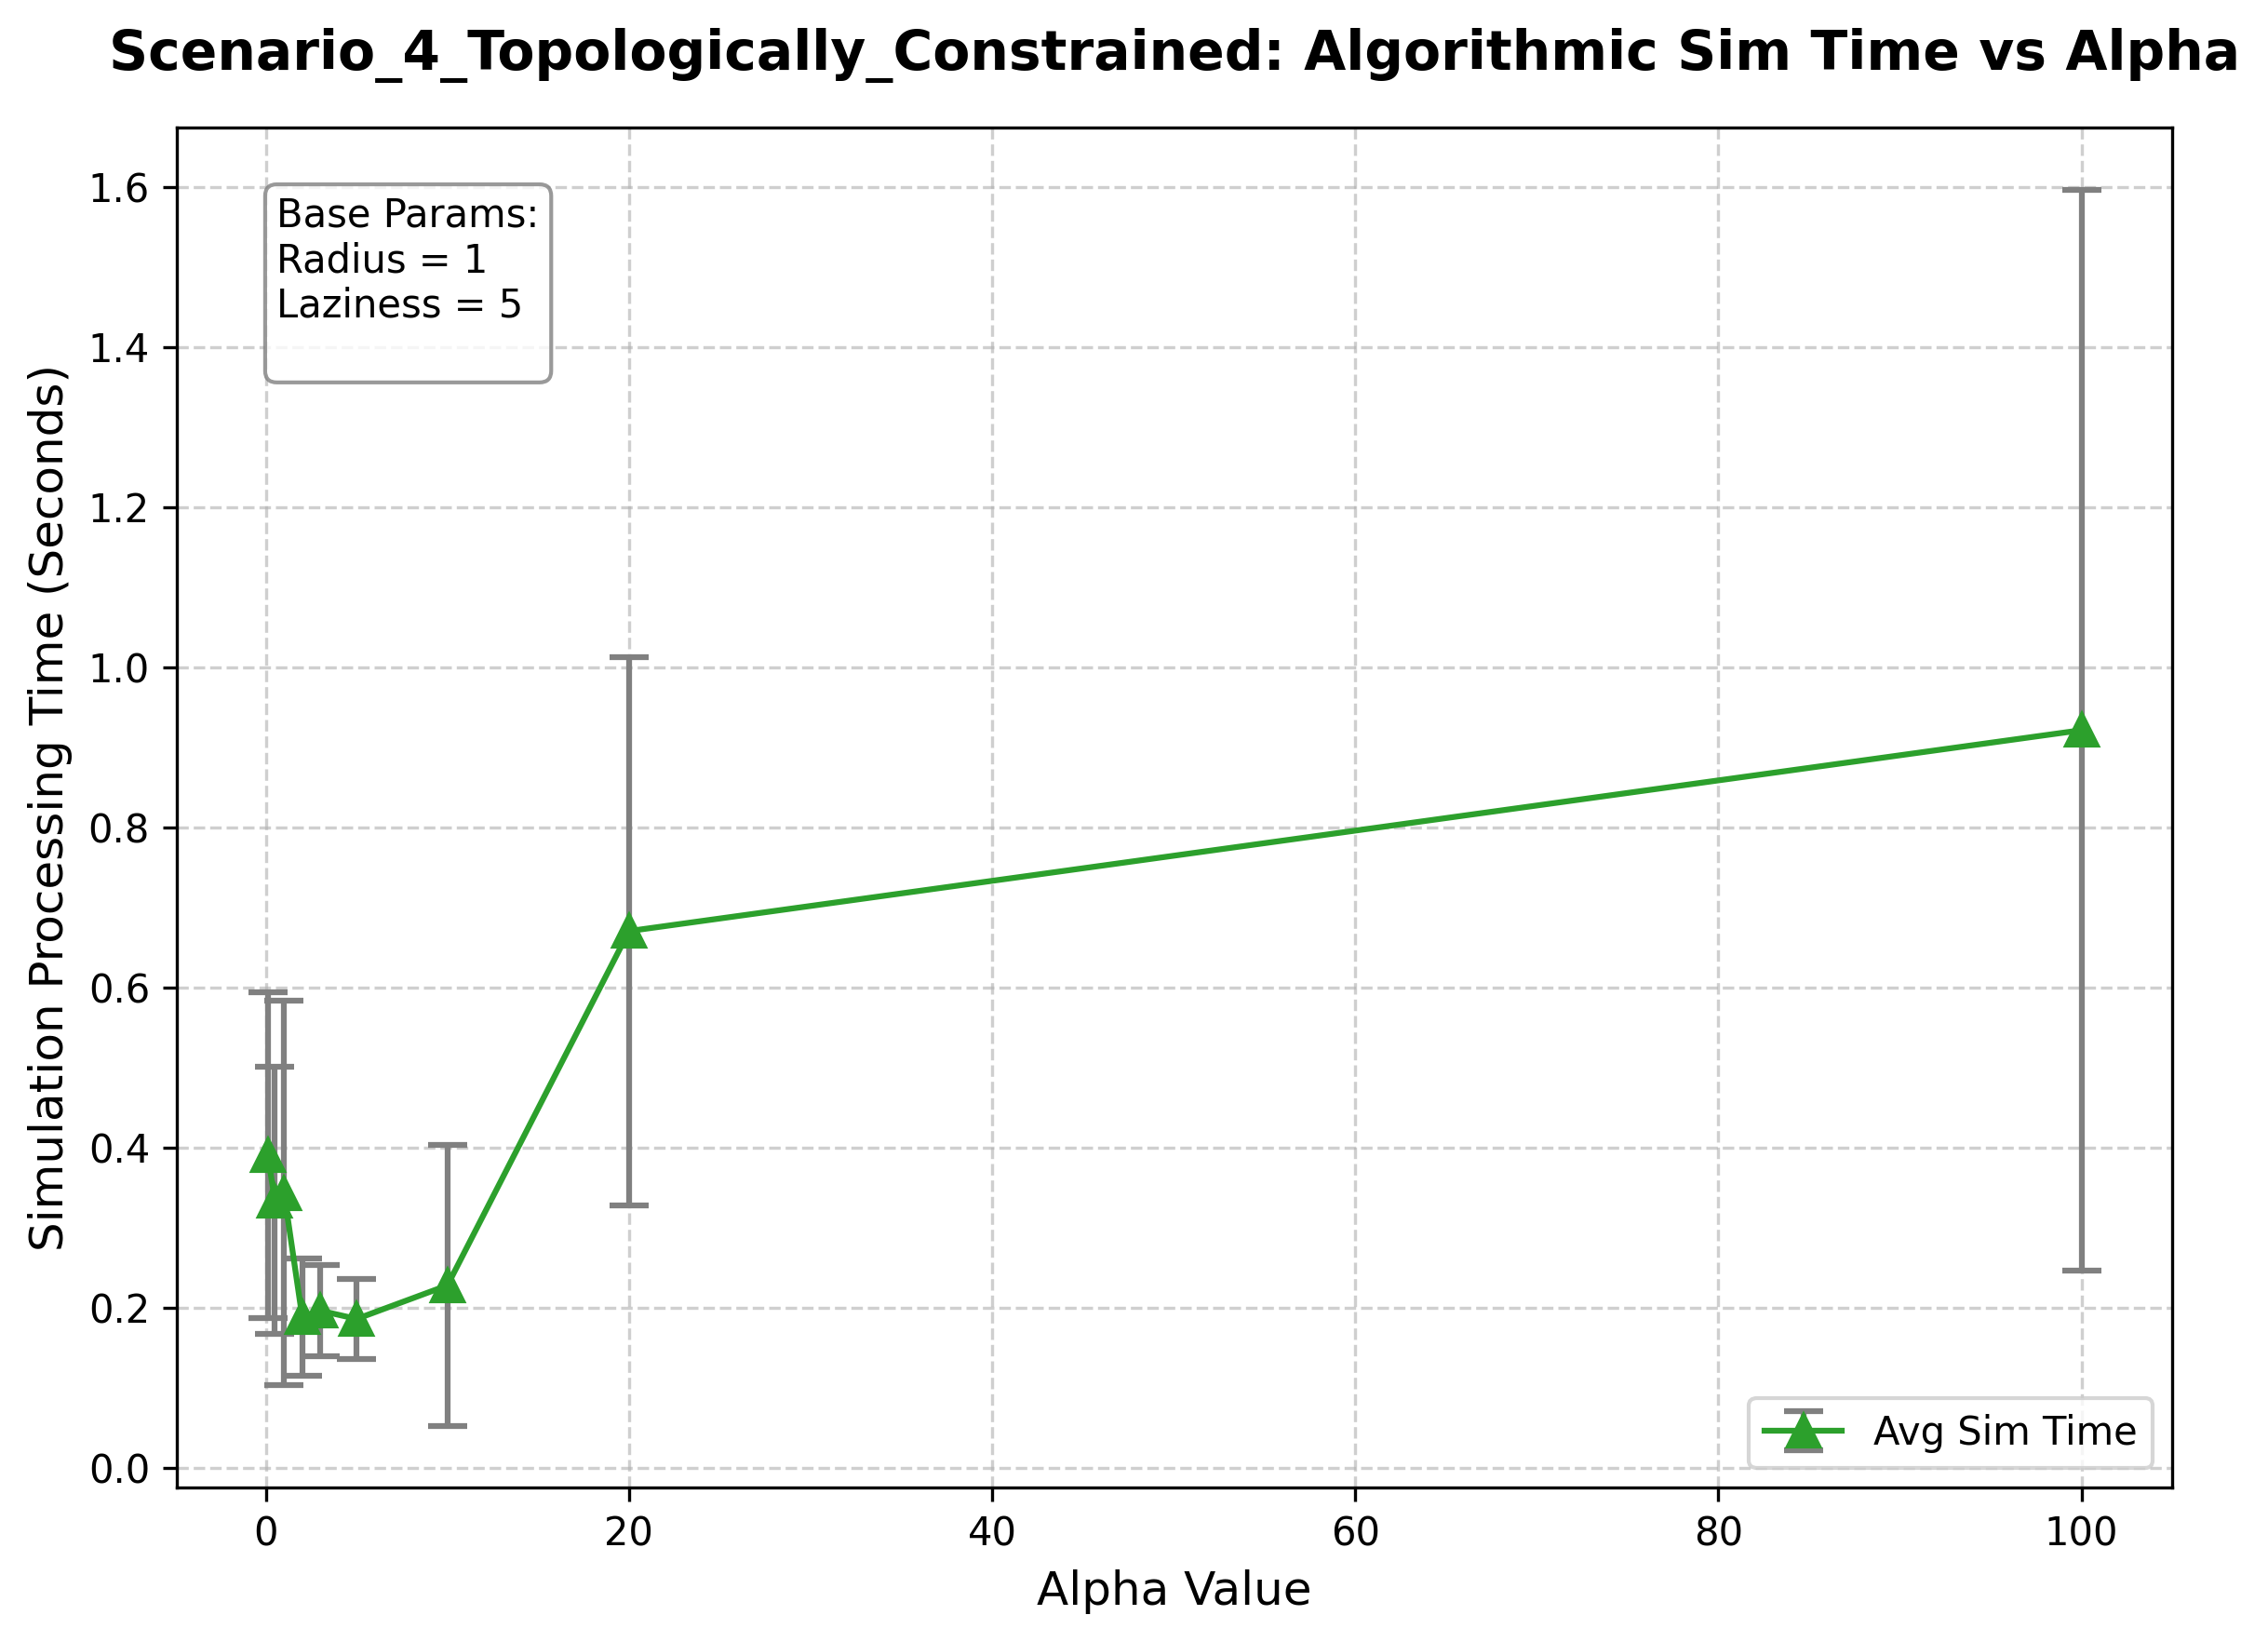 Scenario_4_Topologically_Constrained: Algorithmic Sim Time vs Alpha
Simulation Processing Time (Seconds)
1.6
1.4
1.2
1.0
0.8
0.6
0.4
0.2
0.0
Base Params:
Radius = 1
Laziness = 5
Avg Sim Time
0 20 40 60 80 100
Alpha Value